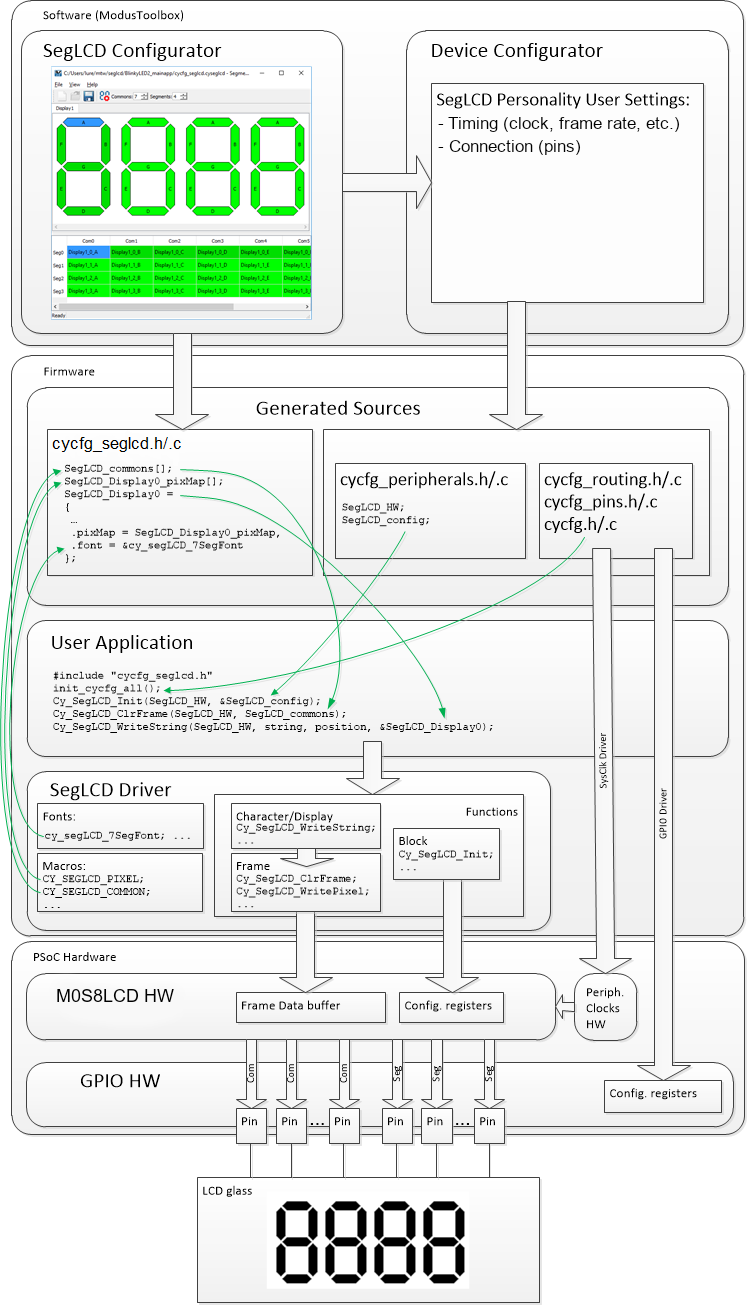 Software (ModusToolbox)
SegLCD Configurator
C:/Users/lure/mtw/seglcd/BlinkyLED2_mainapp/cycfg_seglcd.cyseglcd - Segme...
File View Help
Commons: 7 Segments: 4
Display1
A A A A
F B F B F B F B
G G G G
E C E C E C E C
D D D D
Com0 Com1 Com2 Com3 Com4 Com5
Seg0 Display1_0_A Display1_0_B Display1_0_C Display1_0_D Display1_0_E Display1_0_F
Seg1 Display1_1_A Display1_1_B Display1_1_C Display1_1_D Display1_1_E Display1_1_F
Seg2 Display1_2_A Display1_2_B Display1_2_C Display1_2_D Display1_2_E Display1_2_F
Seg3 Display1_3_A Display1_3_B Display1_3_C Display1_3_D Display1_3_E Display1_3_F
Ready
Device Configurator
SegLCD Personality User Settings:
- Timing (clock, frame rate, etc.)
- Connection (pins)
Firmware
Generated Sources
cycfg_seglcd.h/.c
SegLCD_commons[];
SegLCD_Display0_pixMap[];
SegLCD_Display0 =
{
…
.pixMap = SegLCD_Display0_pixMap,
.font = &cy_segLCD_7SegFont
};
cycfg_peripherals.h/.c
SegLCD_HW;
SegLCD_config;
cycfg_routing.h/.c
cycfg_pins.h/.c
cycfg.h/.c
User Application
#include "cycfg_seglcd.h"
init_cycfg_all();
Cy_SegLCD_Init(SegLCD_HW, &SegLCD_config);
Cy_SegLCD_ClrFrame(SegLCD_HW, SegLCD_commons);
Cy_SegLCD_WriteString(SegLCD_HW, string, position, &SegLCD_Display0);
SysClk Driver
GPIO Driver
SegLCD Driver
Fonts:
cy_segLCD_7SegFont; ...
Macros:
CY_SEGLCD_PIXEL;
CY_SEGLCD_COMMON;
...
Functions
Character/Display
Cy_SegLCD_WriteString;
...
Frame
Cy_SegLCD_ClrFrame;
Cy_SegLCD_WritePixel;
...
Block
Cy_SegLCD_Init;
...
PSoC Hardware
M0S8LCD HW
Frame Data buffer
Config. registers
Periph.
Clocks
HW
Com Com Com Seg Seg Seg
GPIO HW
Config. registers
Pin Pin ... Pin Pin Pin ... Pin
LCD glass
8888